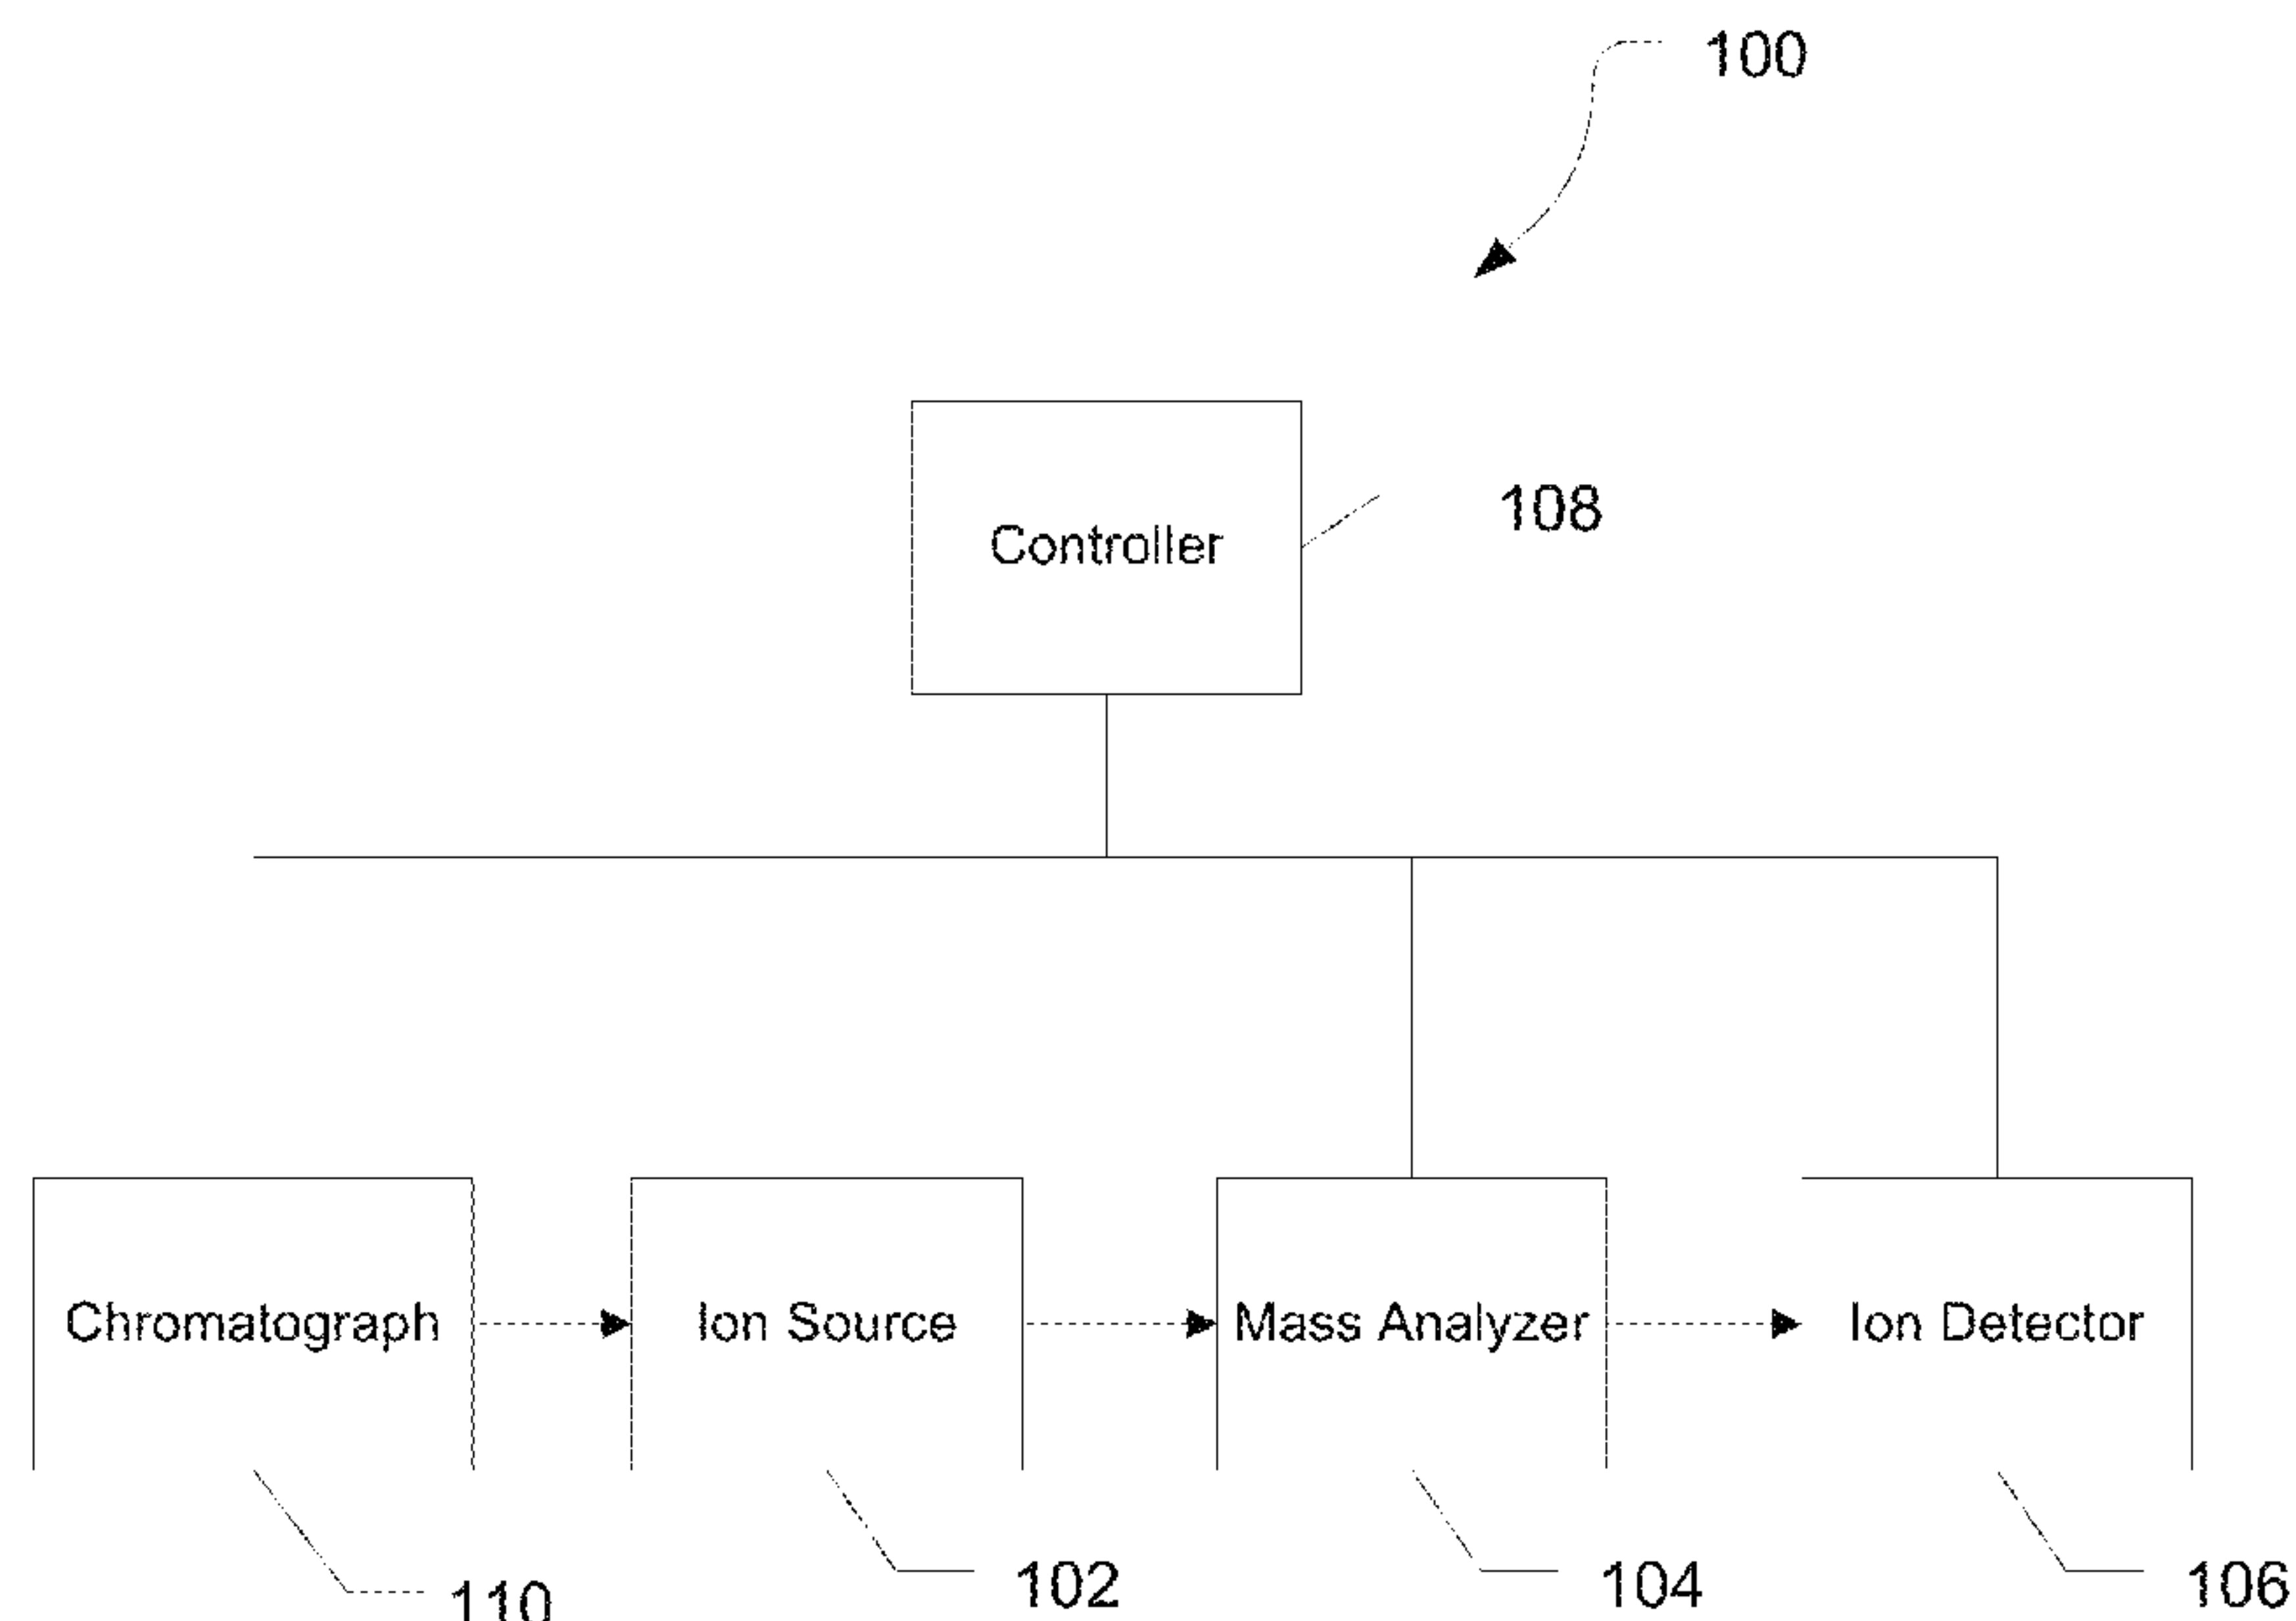 100
Controller
108
Chromatograph
Ion Source
Mass Analyzer
Ion Detector
110
102
104
106